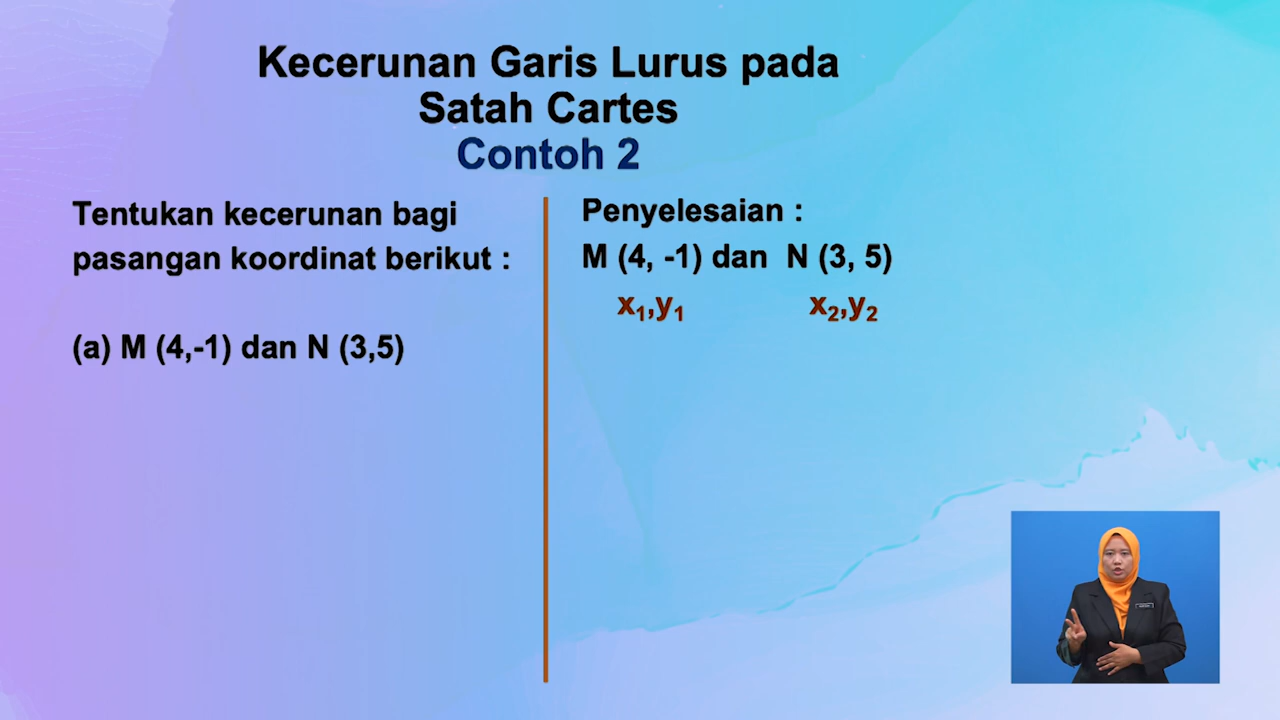 Kecerunan Garis Lurus pada
Satah Cartes
Contoh 2
Tentukan kecerunan bagi
pasangan koordinat berikut :
(a) M (4,-1) dan N (3,5)
Penyelesaian :
M (4, -1) dan N (3, 5)
x₁,y₁ x₂,y₂